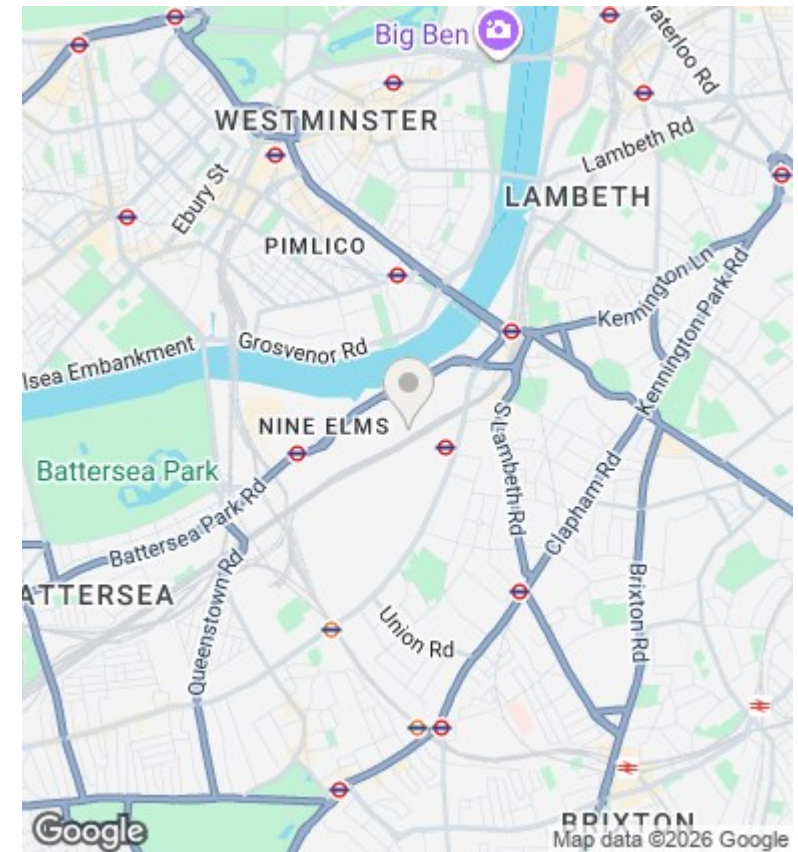 Big Ben
Waterloo Rd
WESTMINSTER
Lambeth Rd
Ebury St
LAMBETH
PIMLICO
Kennington Ln
Kennington Park Rd
Grosvenor Rd
lsea Embankment
NINE ELMS
S Lambeth Rd
Battersea Park
Clapham Rd
Battersea Park Rd
Queenstown Rd
Brixton Rd
ATTERSEA
Union Rd
BRIXTON
Google
Map data ©2026 Google